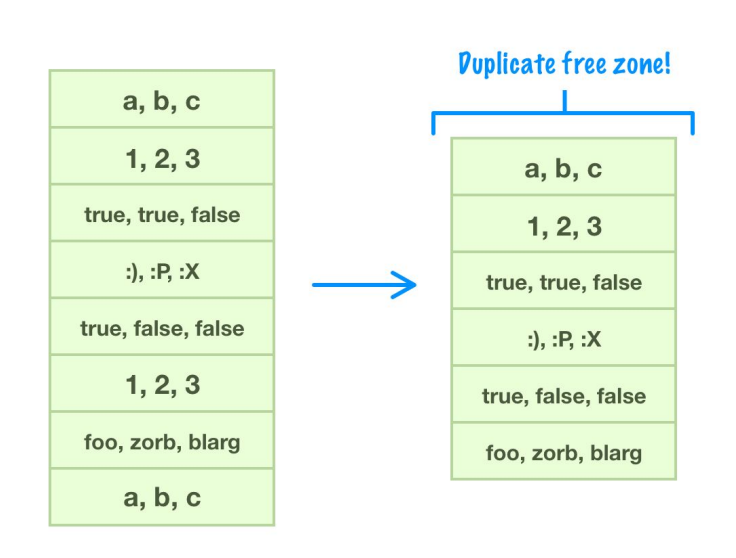 Duplicate free zone!
a, b, c
1, 2, 3
true, true, false
:), :P, :X
true, false, false
1, 2, 3
foo, zorb, blarg
a, b, c
a, b, c
1, 2, 3
true, true, false
:), :P, :X
true, false, false
foo, zorb, blarg